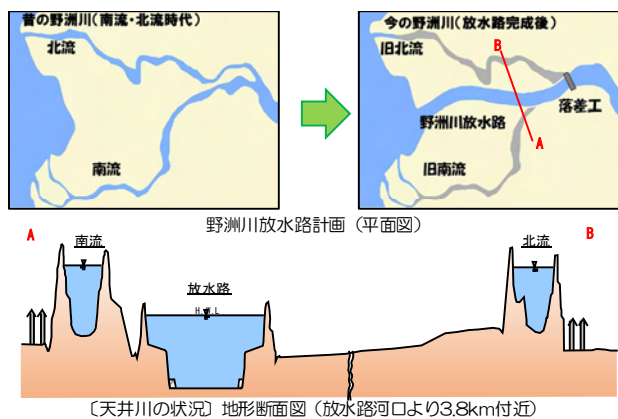 昔の野洲川(南流・北流時代)
北流
南流
今の野洲川(放水路完成後)
旧北流
B
落差工
野洲川放水路
A
旧南流
野洲川放水路計画（平面図）
A
南流
北流
B
放水路
H.W.L
〔天井川の状況〕地形断面図（放水路河口より3.8km付近）